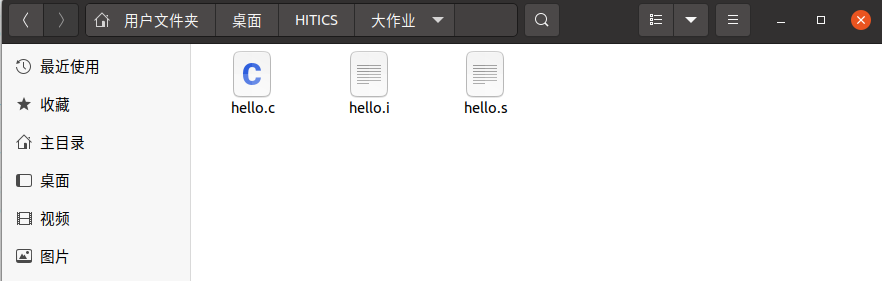 用户文件夹 桌面 HITICS 大作业
最近使用
收藏
主目录
桌面
视频
图片
hello.c hello.i hello.s